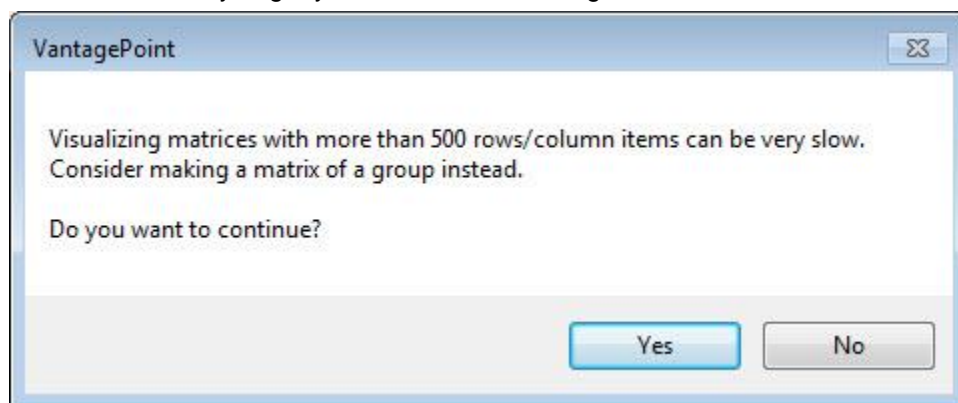 VantagePoint
Visualizing matrices with more than 500 rows/column items can be very slow.
Consider making a matrix of a group instead.
Do you want to continue?
Yes
No